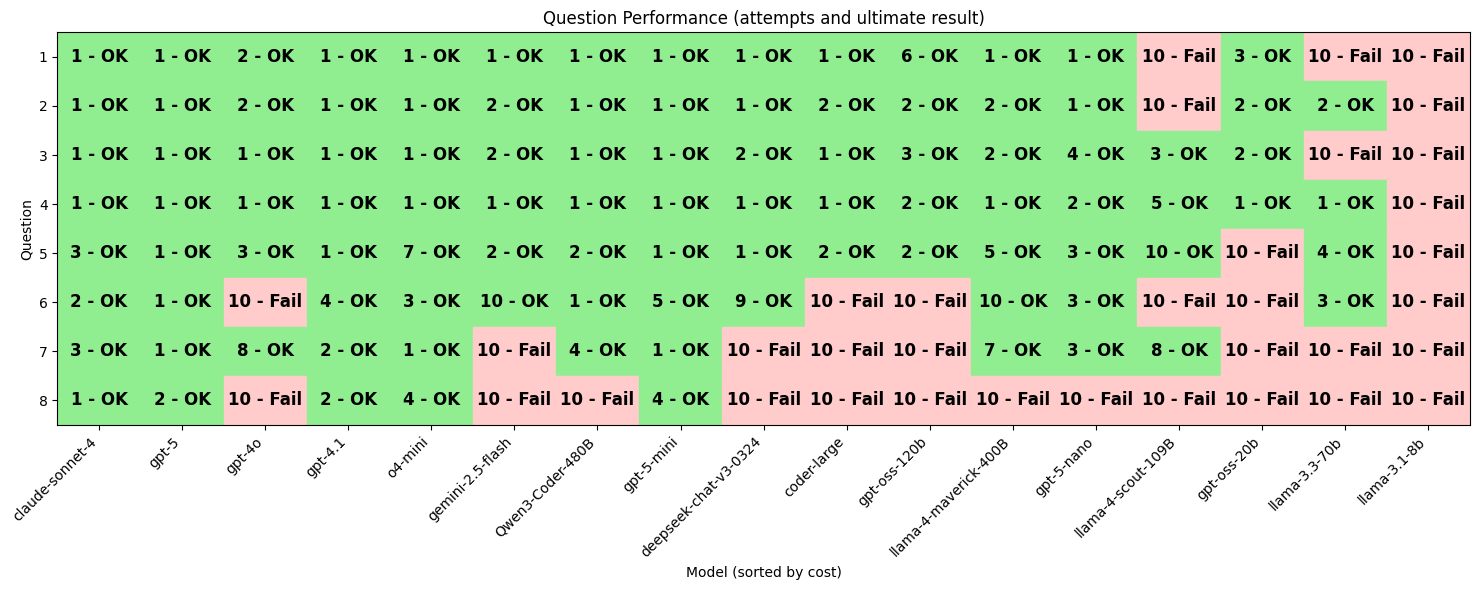 Question Performance (attempts and ultimate result)
1 1 - OK 1 - OK 2 - OK 1 - OK 1 - OK 1 - OK 1 - OK 1 - OK 1 - OK 1 - OK 6 - OK 1 - OK 1 - OK 10 - Fail 3 - OK 10 - Fail 10 - Fail
2 1 - OK 1 - OK 2 - OK 1 - OK 1 - OK 2 - OK 1 - OK 1 - OK 1 - OK 2 - OK 2 - OK 2 - OK 1 - OK 10 - Fail 2 - OK 2 - OK 10 - Fail
3 1 - OK 1 - OK 1 - OK 1 - OK 1 - OK 2 - OK 1 - OK 1 - OK 2 - OK 1 - OK 3 - OK 2 - OK 4 - OK 3 - OK 2 - OK 10 - Fail 10 - Fail
4 1 - OK 1 - OK 1 - OK 1 - OK 1 - OK 1 - OK 1 - OK 1 - OK 1 - OK 1 - OK 2 - OK 1 - OK 2 - OK 5 - OK 1 - OK 1 - OK 10 - Fail
5 3 - OK 1 - OK 3 - OK 1 - OK 7 - OK 2 - OK 2 - OK 1 - OK 1 - OK 2 - OK 2 - OK 5 - OK 3 - OK 10 - OK 10 - Fail 4 - OK 10 - Fail
6 2 - OK 1 - OK 10 - Fail 4 - OK 3 - OK 10 - OK 1 - OK 5 - OK 9 - OK 10 - Fail 10 - Fail 10 - OK 3 - OK 10 - Fail 10 - Fail 3 - OK 10 - Fail
7 3 - OK 1 - OK 8 - OK 2 - OK 1 - OK 10 - Fail 4 - OK 1 - OK 10 - Fail 10 - Fail 10 - Fail 7 - OK 3 - OK 8 - OK 10 - Fail 10 - Fail 10 - Fail
8 1 - OK 2 - OK 10 - Fail 2 - OK 4 - OK 10 - Fail 10 - Fail 4 - OK 10 - Fail 10 - Fail 10 - Fail 10 - Fail 10 - Fail 10 - Fail 10 - Fail 10 - Fail 10 - Fail
Question
claude-sonnet-4
gpt-5
gpt-4o
gpt-4.1
o4-mini
gemini-2.5-flash
Qwen3-Coder-480B
gpt-5-mini
deepseek-chat-v3-0324
coder-large
gpt-oss-120b
llama-4-maverick-400B
gpt-5-nano
llama-4-scout-109B
gpt-oss-20b
llama-3.3-70b
llama-3.1-8b
Model (sorted by cost)